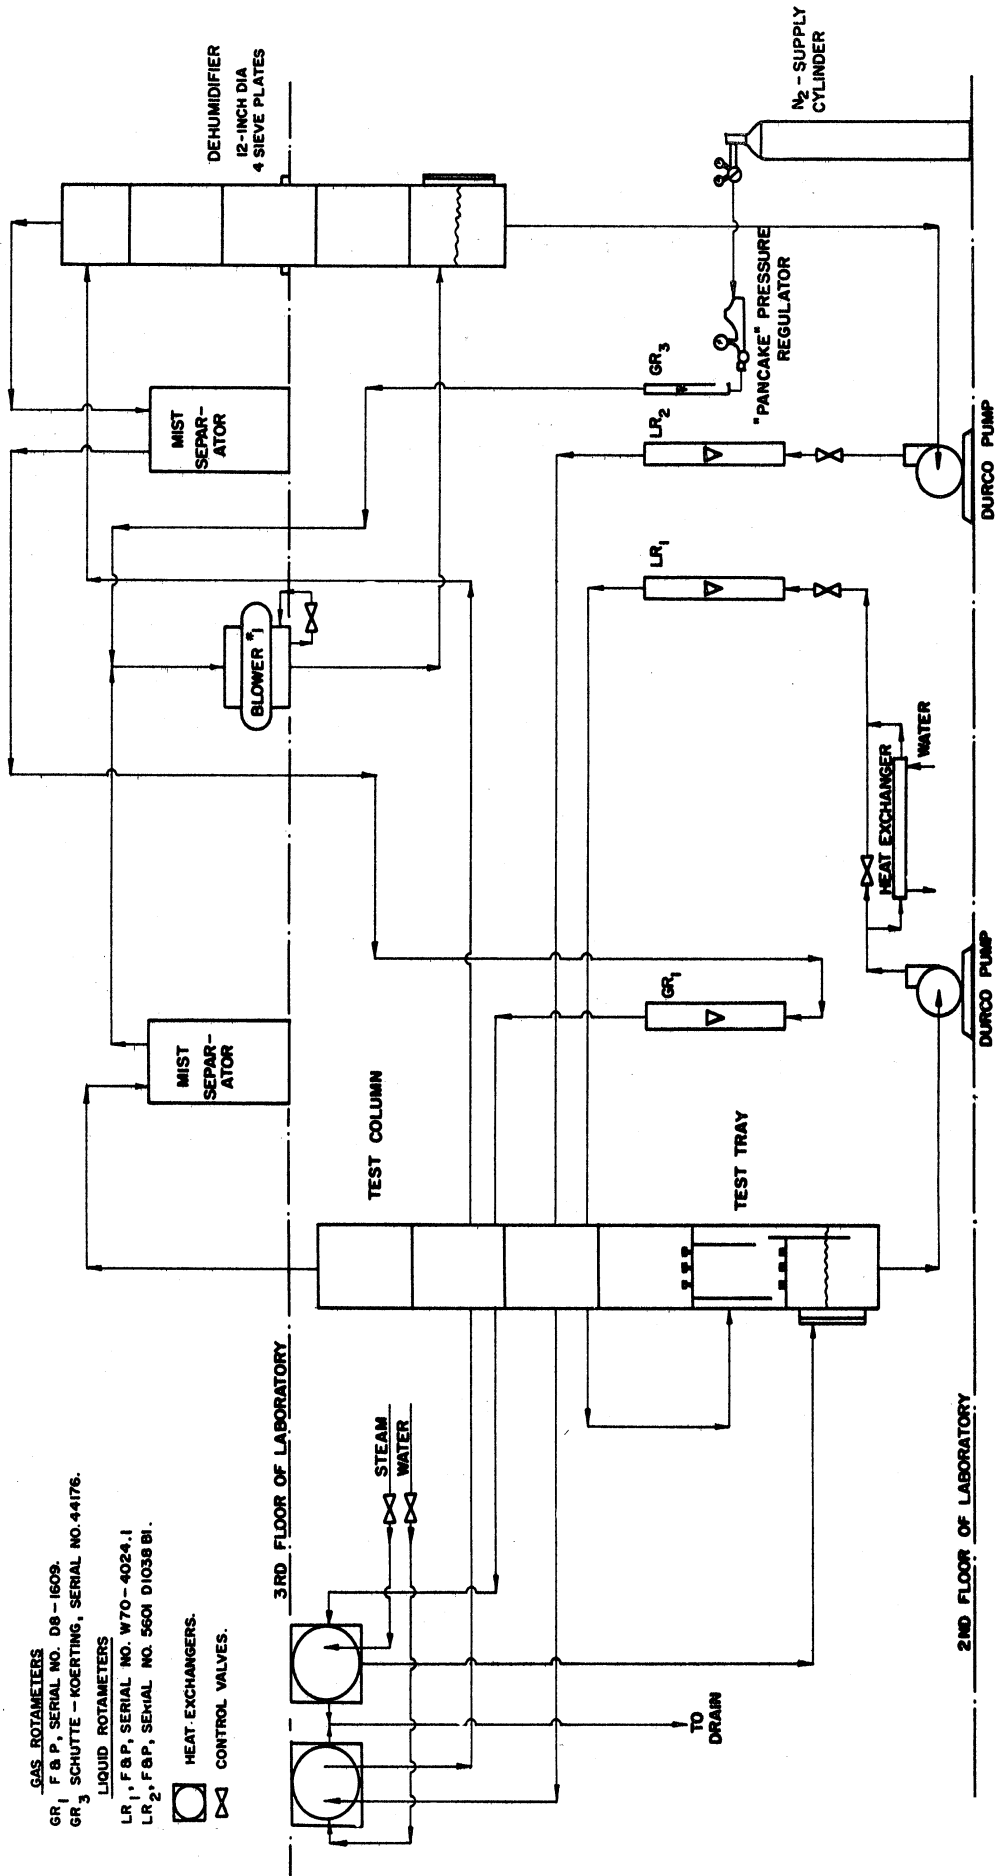 GAS ROTAMETERS
GR1 F & P, SERIAL NO. D8-1609.
GR3 SCHUTTE-KOERTING, SERIAL NO. 44176.
LIQUID ROTAMETERS
LR1, F & P, SERIAL NO. W70-4024.1
LR2, F & P, SERIAL NO. 5601 D1038 B1.
HEAT EXCHANGERS.
CONTROL VALVES.
3RD FLOOR OF LABORATORY
STEAM
WATER
TO
DRAIN
2ND FLOOR OF LABORATORY
MIST
SEPAR-
ATOR
TEST COLUMN
TEST TRAY
GR1
DURCO PUMP
HEAT EXCHANGER
WATER
BLOWER #1
LR1
LR2
GR3
DURCO PUMP
MIST
SEPAR-
ATOR
"PANCAKE" PRESSURE
REGULATOR
DEHUMIDIFIER
12-INCH DIA
4 SIEVE PLATES
N2-SUPPLY
CYLINDER